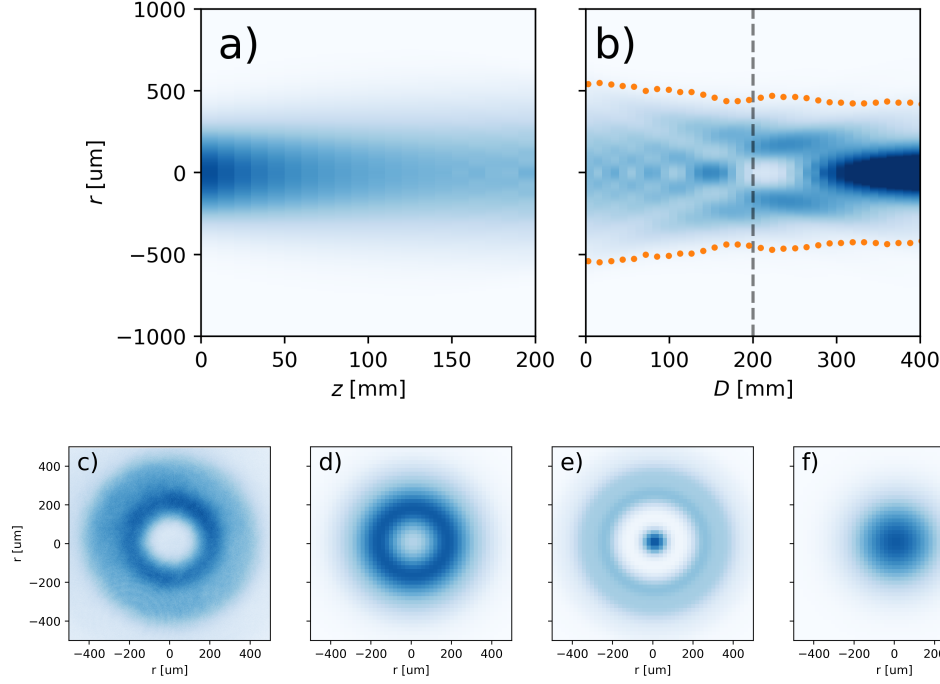 a)
b)
1000
500
0
−500
−1000
r [um]
0 50 100 150 200
z [mm]
0 100 200 300 400
D [mm]
c)
d)
e)
f)
400
200
0
−200
−400
r [um]
−400 −200 0 200 400
r [um]
−400 −200 0 200 400
r [um]
−400 −200 0 200 400
r [um]
−400 −200 0 200
r [um]